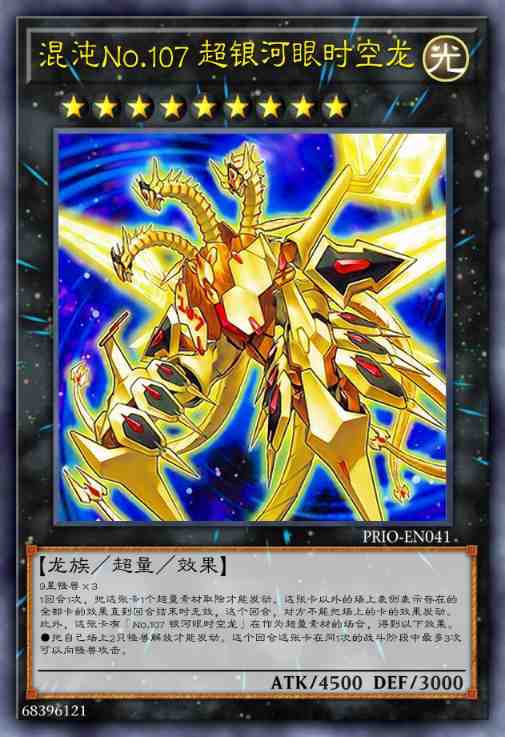 混沌No.107 超银河眼时空龙
光
PRIO-EN041
【龙族／超量／效果】
9星怪兽×3
1回合1次，把这张卡1个超量素材取除才能发动。这张卡以外的场上表侧表示存在的
全部卡的效果直到回合结束时无效，这个回合，对方不能把场上的卡的效果发动。
此外，这张卡有「No.107 银河眼时空龙」在作为超量素材的场合，得到以下效果。
●把自己场上2只怪兽解放才能发动。这个回合这张卡在同1次的战斗阶段中最多3次
可以向怪兽攻击。
ATK/4500 DEF/3000
68396121